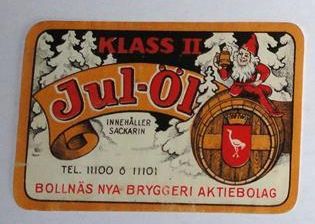 KLASS II
Jul-Öl
INNEHÅLLER
SACKARIN
TEL. 11100 ö 11101
BOLLNÄS NYA BRYGGERI AKTIEBOLAG